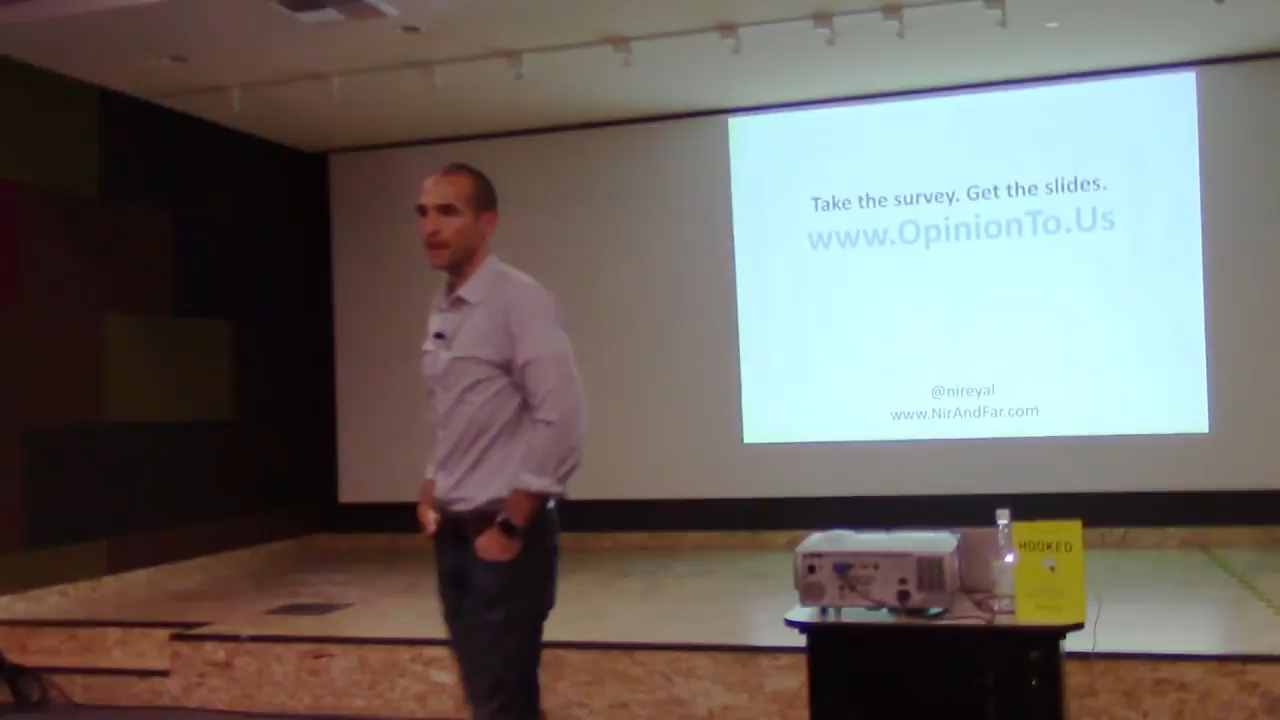 Take the survey. Get the slides.
www.OpinionTo.Us
@nireyal
www.NirAndFar.com
HOOKED